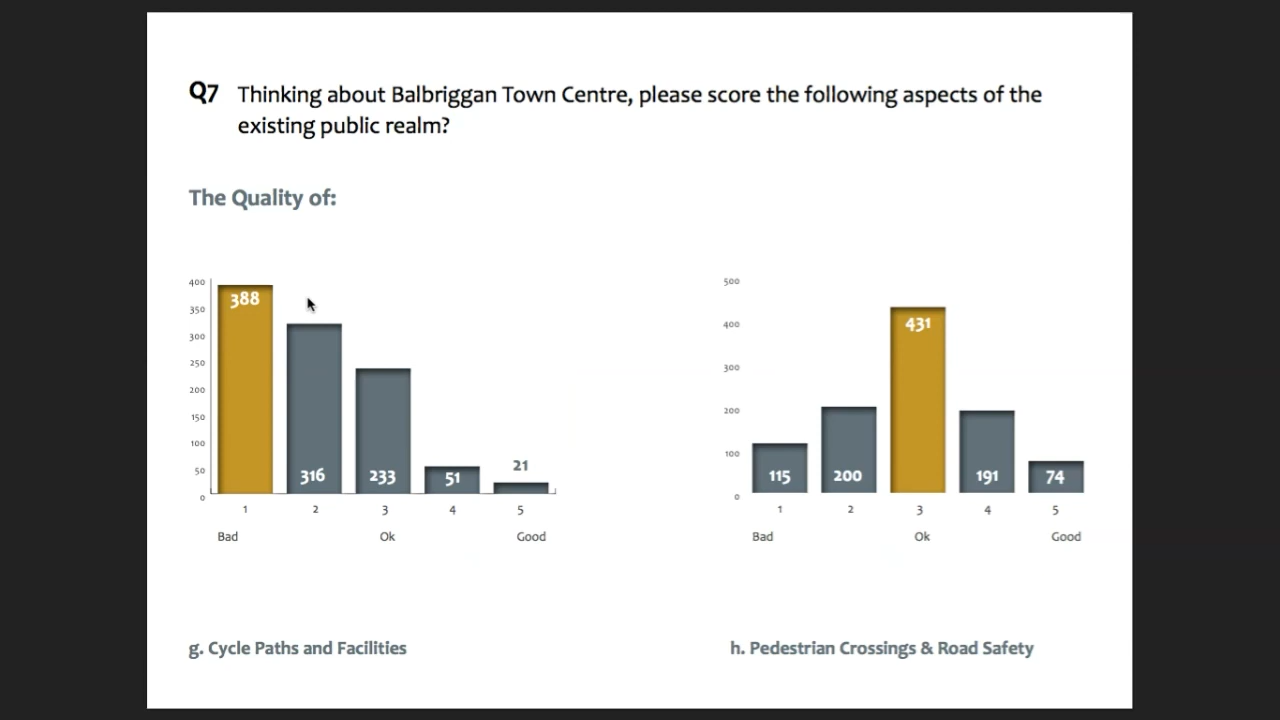 Q7 Thinking about Balbriggan Town Centre, please score the following aspects of the
existing public realm?
The Quality of:
400
350
300
250
200
150
100
50
0
388
316
233
51
21
1 2 3 4 5
Bad Ok Good
g. Cycle Paths and Facilities
500
400
300
200
100
0
115
200
431
191
74
1 2 3 4 5
Bad Ok Good
h. Pedestrian Crossings & Road Safety